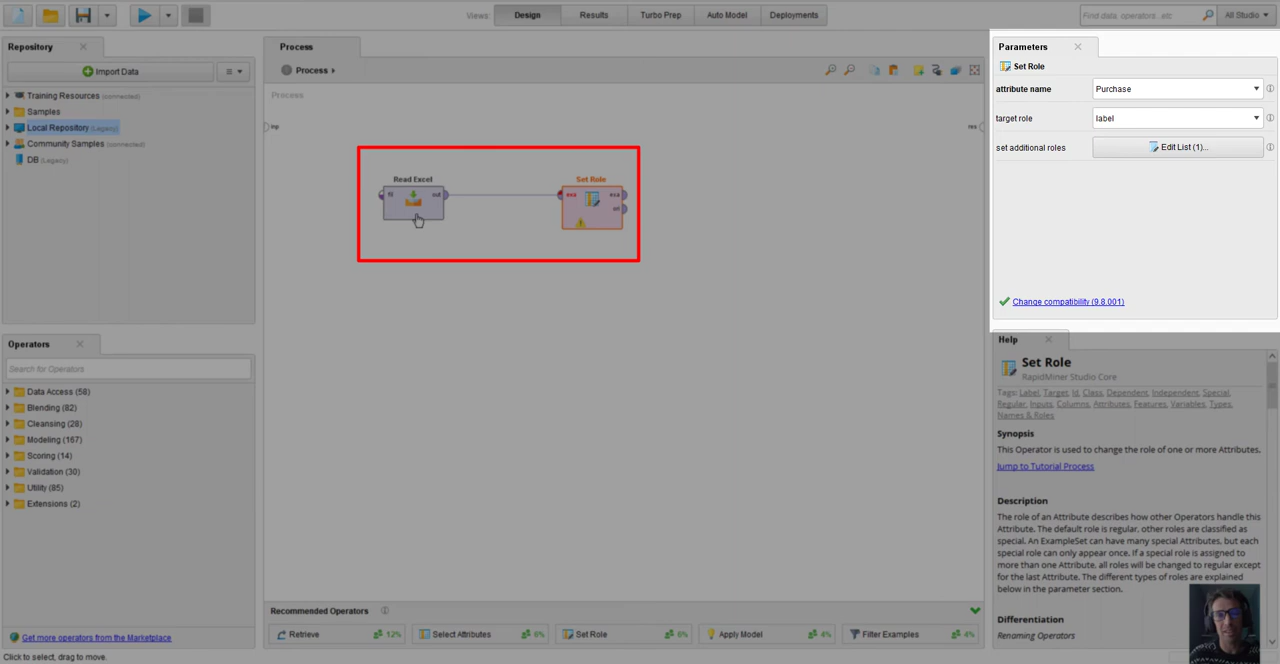 Views: Design Results Turbo Prep Auto Model Deployments
Find data, operators...etc All Studio
Repository
Import Data
Training Resources (connected)
Samples
Local Repository (Legacy)
Community Samples (connected)
DB (Legacy)
Operators
Search for Operators
Data Access (58)
Blending (82)
Cleansing (28)
Modeling (167)
Scoring (14)
Validation (30)
Utility (85)
Extensions (2)
Get more operators from the Marketplace
Click to select, drag to move.
Process
Process
Process
inp
res
Read Excel
fil out
Set Role
exa exa
ori
Recommended Operators
Retrieve 12%
Select Attributes 6%
Set Role 6%
Apply Model 4%
Filter Examples 4%
Parameters
Set Role
attribute name Purchase
target role label
set additional roles Edit List (1)...
Change compatibility (9.8.001)
Help
Set Role
RapidMiner Studio Core
Tags: Label, Target, Id, Class, Dependent, Independent, Special,
Regular, Inputs, Columns, Attributes, Features, Variables, Types,
Names & Roles
Synopsis
This Operator is used to change the role of one or more Attributes.
Jump to Tutorial Process
Description
The role of an Attribute describes how other Operators handle this
Attribute. The default role is regular, other roles are classified as
special. An ExampleSet can have many special Attributes, but each
special role can only appear once. If a special role is assigned to
more than one Attribute, all roles will be changed to regular except
for the last Attribute. The different types of roles are explained
below in the parameter section.
Differentiation
Renaming Operators